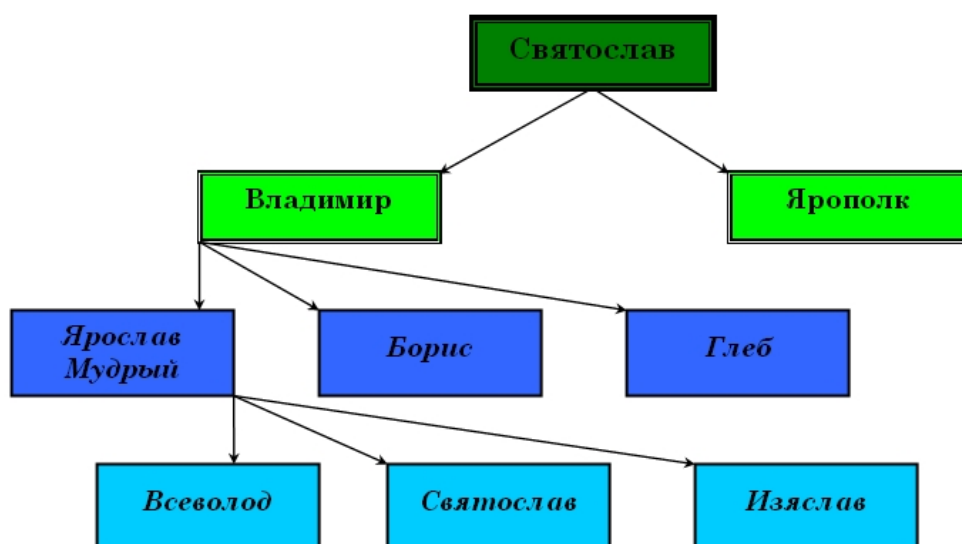 Святослав
Владимир
Ярополк
Ярослав
Мудрый
Борис
Глеб
Всеволод
Святослав
Изяслав